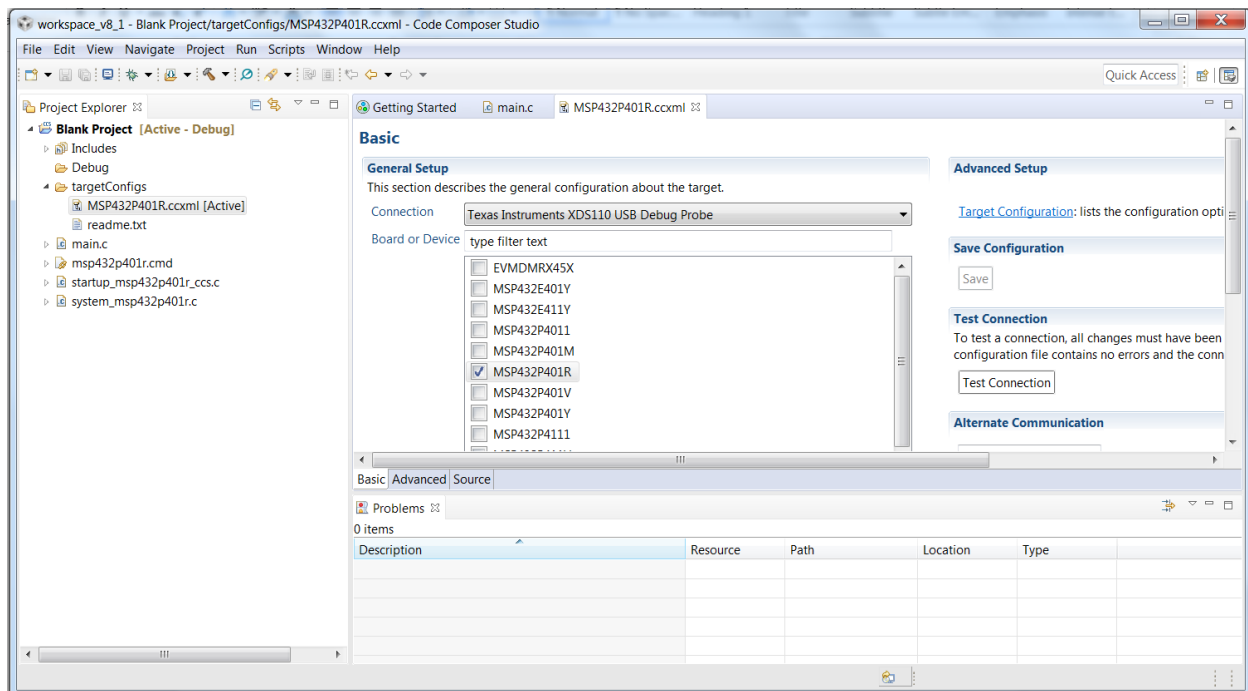 workspace_v8_1 - Blank Project/targetConfigs/MSP432P401R.ccxml - Code Composer Studio
File Edit View Navigate Project Run Scripts Window Help
Quick Access
Project Explorer
Blank Project [Active - Debug]
Includes
Debug
targetConfigs
MSP432P401R.ccxml [Active]
readme.txt
main.c
msp432p401r.cmd
startup_msp432p401r_ccs.c
system_msp432p401r.c
Getting Started main.c MSP432P401R.ccxml
Basic
General Setup
This section describes the general configuration about the target.
Connection Texas Instruments XDS110 USB Debug Probe
Board or Device type filter text
EVMDMRX45X
MSP432E401Y
MSP432E411Y
MSP432P4011
MSP432P401M
MSP432P401R
MSP432P401V
MSP432P401Y
MSP432P4111
Advanced Setup
Target Configuration: lists the configuration opti
Save Configuration
Save
Test Connection
To test a connection, all changes must have been
configuration file contains no errors and the conn
Test Connection
Alternate Communication
Basic Advanced Source
Problems
0 items
Description Resource Path Location Type